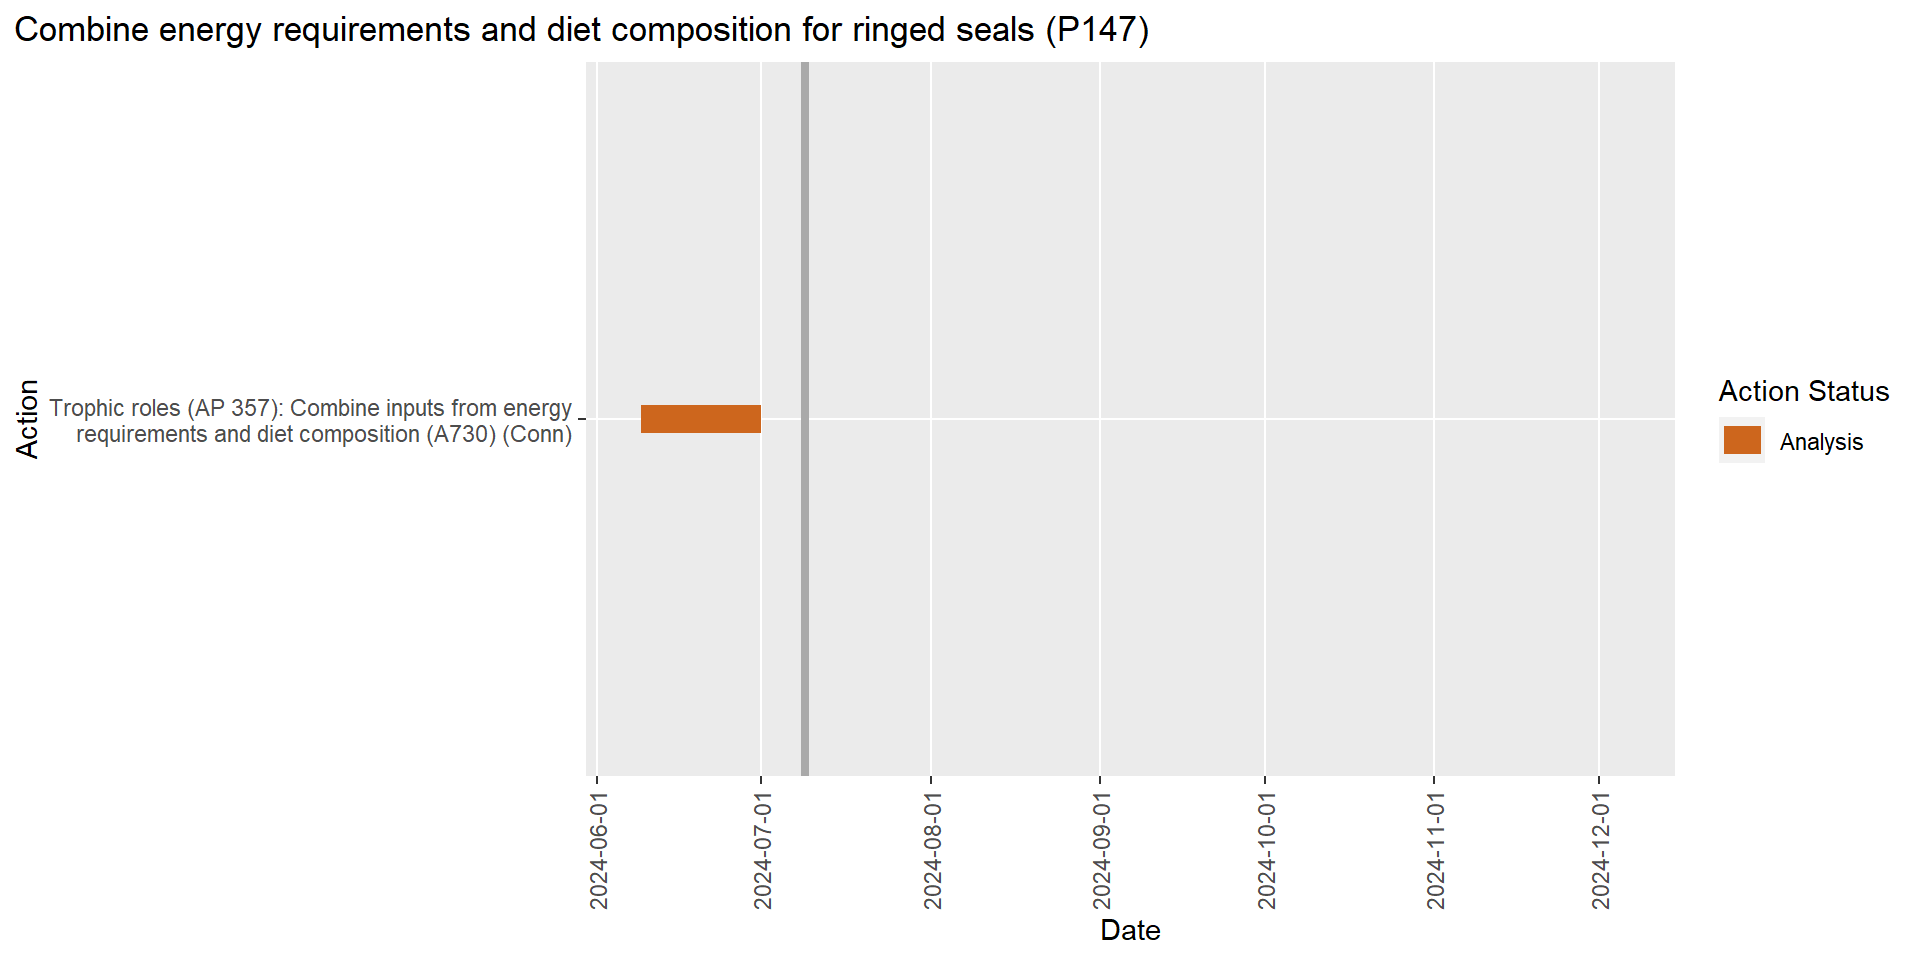 Combine energy requirements and diet composition for ringed seals (P147)
Action
Trophic roles (AP 357): Combine inputs from energy
requirements and diet composition (A730) (Conn)
Action Status
Analysis
2024-06-01
2024-07-01
2024-08-01
2024-09-01
2024-10-01
2024-11-01
2024-12-01
Date